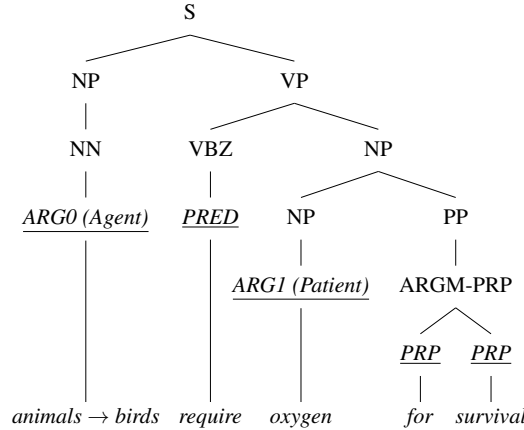 S
NP VP
NN VBZ NP
ARG0 (Agent) PRED NP PP
ARG1 (Patient) ARGM-PRP
PRP PRP
animals → birds require oxygen for survival